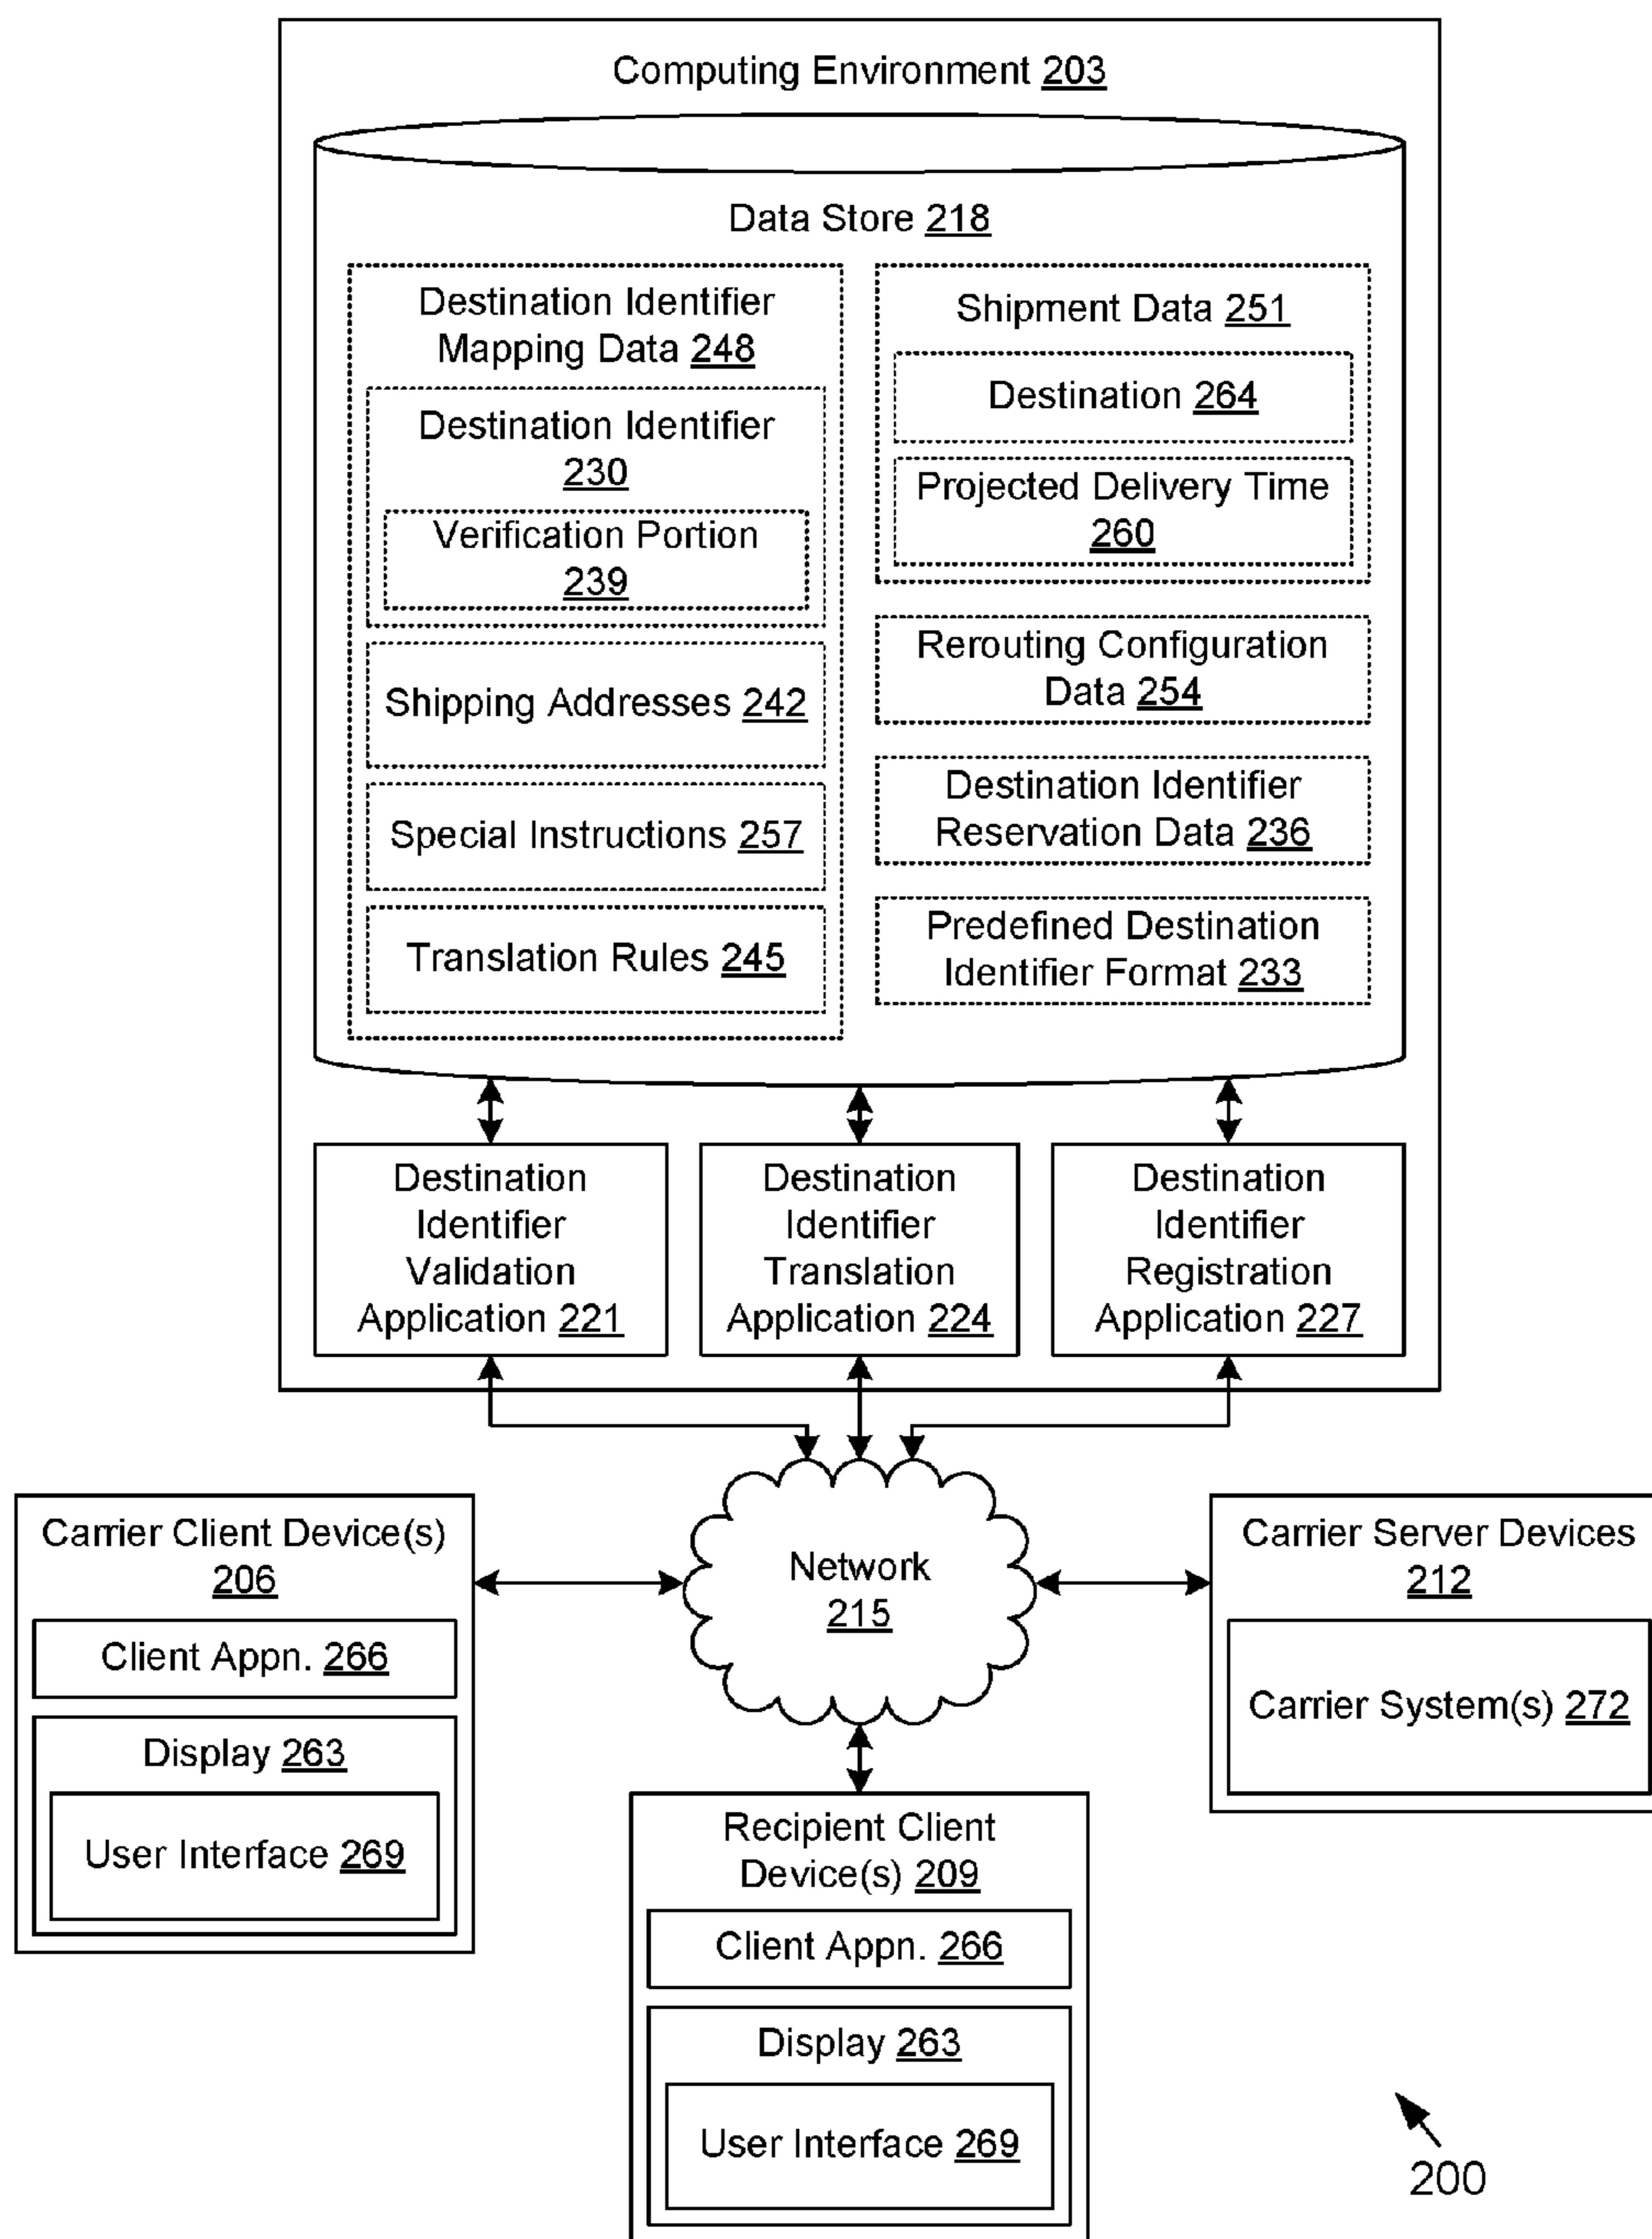 Computing Environment 203
Data Store 218
Destination Identifier
Mapping Data 248
Destination Identifier
230
Verification Portion
239
Shipping Addresses 242
Special Instructions 257
Translation Rules 245
Shipment Data 251
Destination 264
Projected Delivery Time
260
Rerouting Configuration
Data 254
Destination Identifier
Reservation Data 236
Predefined Destination
Identifier Format 233
Destination
Identifier
Validation
Application 221
Destination
Identifier
Translation
Application 224
Destination
Identifier
Registration
Application 227
Carrier Client Device(s)
206
Client Appn. 266
Display 263
User Interface 269
Network
215
Carrier Server Devices
212
Carrier System(s) 272
Recipient Client
Device(s) 209
Client Appn. 266
Display 263
User Interface 269
200